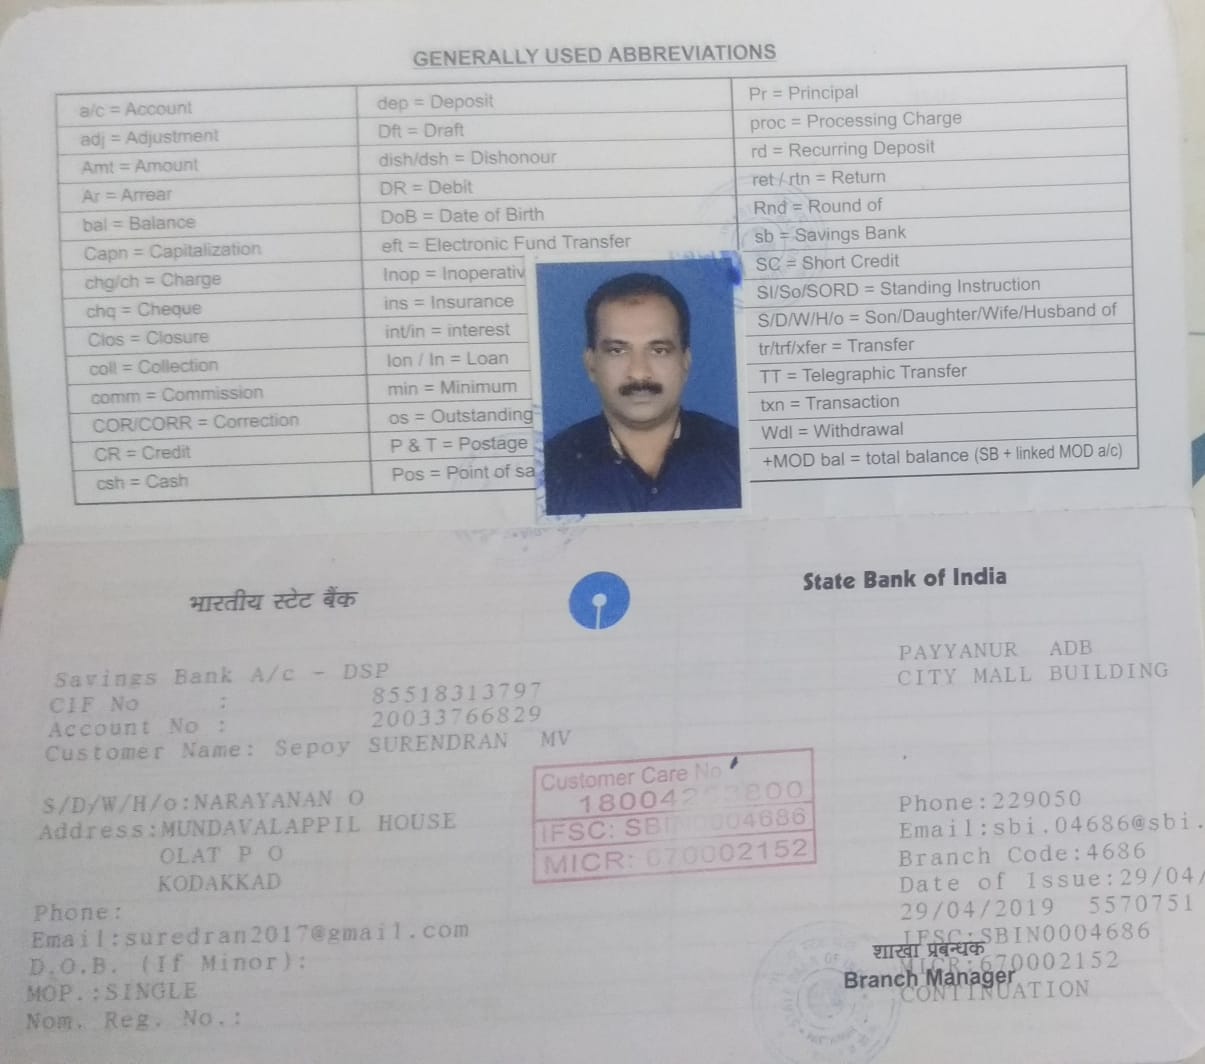 GENERALLY USED ABBREVIATIONS
a/c = Account
adj = Adjustment
Amt = Amount
Ar = Arrear
bal = Balance
Capn = Capitalization
chg/ch = Charge
chq = Cheque
Clos = Closure
coll = Collection
comm = Commission
COR/CORR = Correction
CR = Credit
csh = Cash
dep = Deposit
Dft = Draft
dish/dsh = Dishonour
DR = Debit
DoB = Date of Birth
eft = Electronic Fund Transfer
Inop = Inoperativ
ins = Insurance
int/in = interest
lon / ln = Loan
min = Minimum
os = Outstanding
P & T = Postage
Pos = Point of sa
Pr = Principal
proc = Processing Charge
rd = Recurring Deposit
ret / rtn = Return
Rnd = Round of
sb = Savings Bank
SC = Short Credit
SI/So/SORD = Standing Instruction
S/D/W/H/o = Son/Daughter/Wife/Husband of
tr/trf/xfer = Transfer
TT = Telegraphic Transfer
txn = Transaction
Wdl = Withdrawal
+MOD bal = total balance (SB + linked MOD a/c)
भारतीय स्टेट बैंक
State Bank of India
Savings Bank A/c - DSP
CIF No : 85518313797
Account No : 20033766829
Customer Name: Sepoy SURENDRAN MV
S/D/W/H/o:NARAYANAN O
Address:MUNDAVALAPPIL HOUSE
OLAT P O
KODAKKAD
Phone:
Email:suredran2017@gmail.com
D.O.B. (If Minor):
MOP.:SINGLE
Nom. Reg. No.:
Customer Care No
IFSC: SBIN0004686
MICR: 670002152
PAYYANUR ADB
CITY MALL BUILDING
Phone:229050
Email:sbi.04686@sbi.
Branch Code:4686
Date of Issue:29/04/
29/04/2019 5570751
IFSC:SBIN0004686
शाखा प्रबन्धक
MICR:670002152
Branch Manager
CONTINUATION